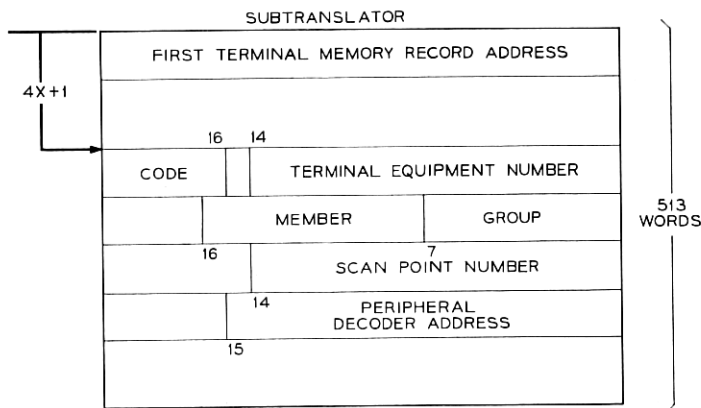 SUBTRANSLATOR
FIRST TERMINAL MEMORY RECORD ADDRESS
4X+1
16 14
CODE TERMINAL EQUIPMENT NUMBER
MEMBER GROUP
513
WORDS
16 7
SCAN POINT NUMBER
14
PERIPHERAL
DECODER ADDRESS
15